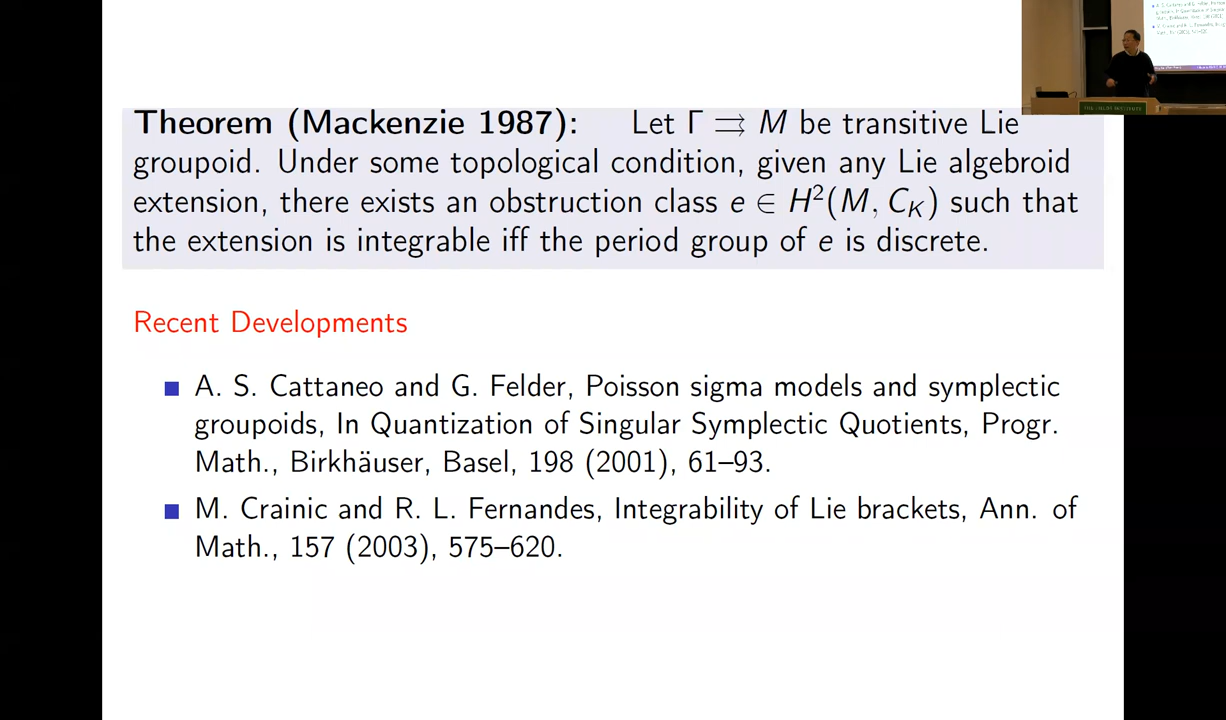 Theorem (Mackenzie 1987): Let Γ ⇉ M be transitive Lie
groupoid. Under some topological condition, given any Lie algebroid
extension, there exists an obstruction class e ∈ H²(M, C_K) such that
the extension is integrable iff the period group of e is discrete.
Recent Developments
A. S. Cattaneo and G. Felder, Poisson sigma models and symplectic
groupoids, In Quantization of Singular Symplectic Quotients, Progr.
Math., Birkhäuser, Basel, 198 (2001), 61–93.
M. Crainic and R. L. Fernandes, Integrability of Lie brackets, Ann. of
Math., 157 (2003), 575–620.